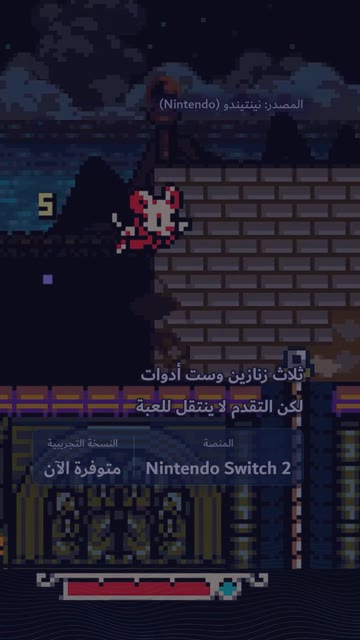 المصدر: نينتيندو (Nintendo)
5
ثلاث زنازين وست أدوات
لكن التقدم لا ينتقل للعبة
المنصة
Nintendo Switch 2
النسخة التجريبية
متوفرة الآن